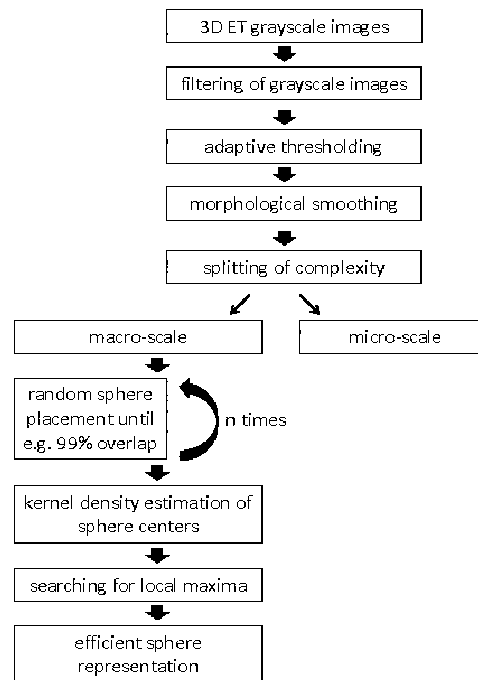 3D ET grayscale images
filtering of grayscale images
adaptive thresholding
morphological smoothing
splitting of complexity
macro-scale
micro-scale
random sphere
placement until
e.g. 99% overlap
n times
kernel density estimation of
sphere centers
searching for local maxima
efficient sphere
representation